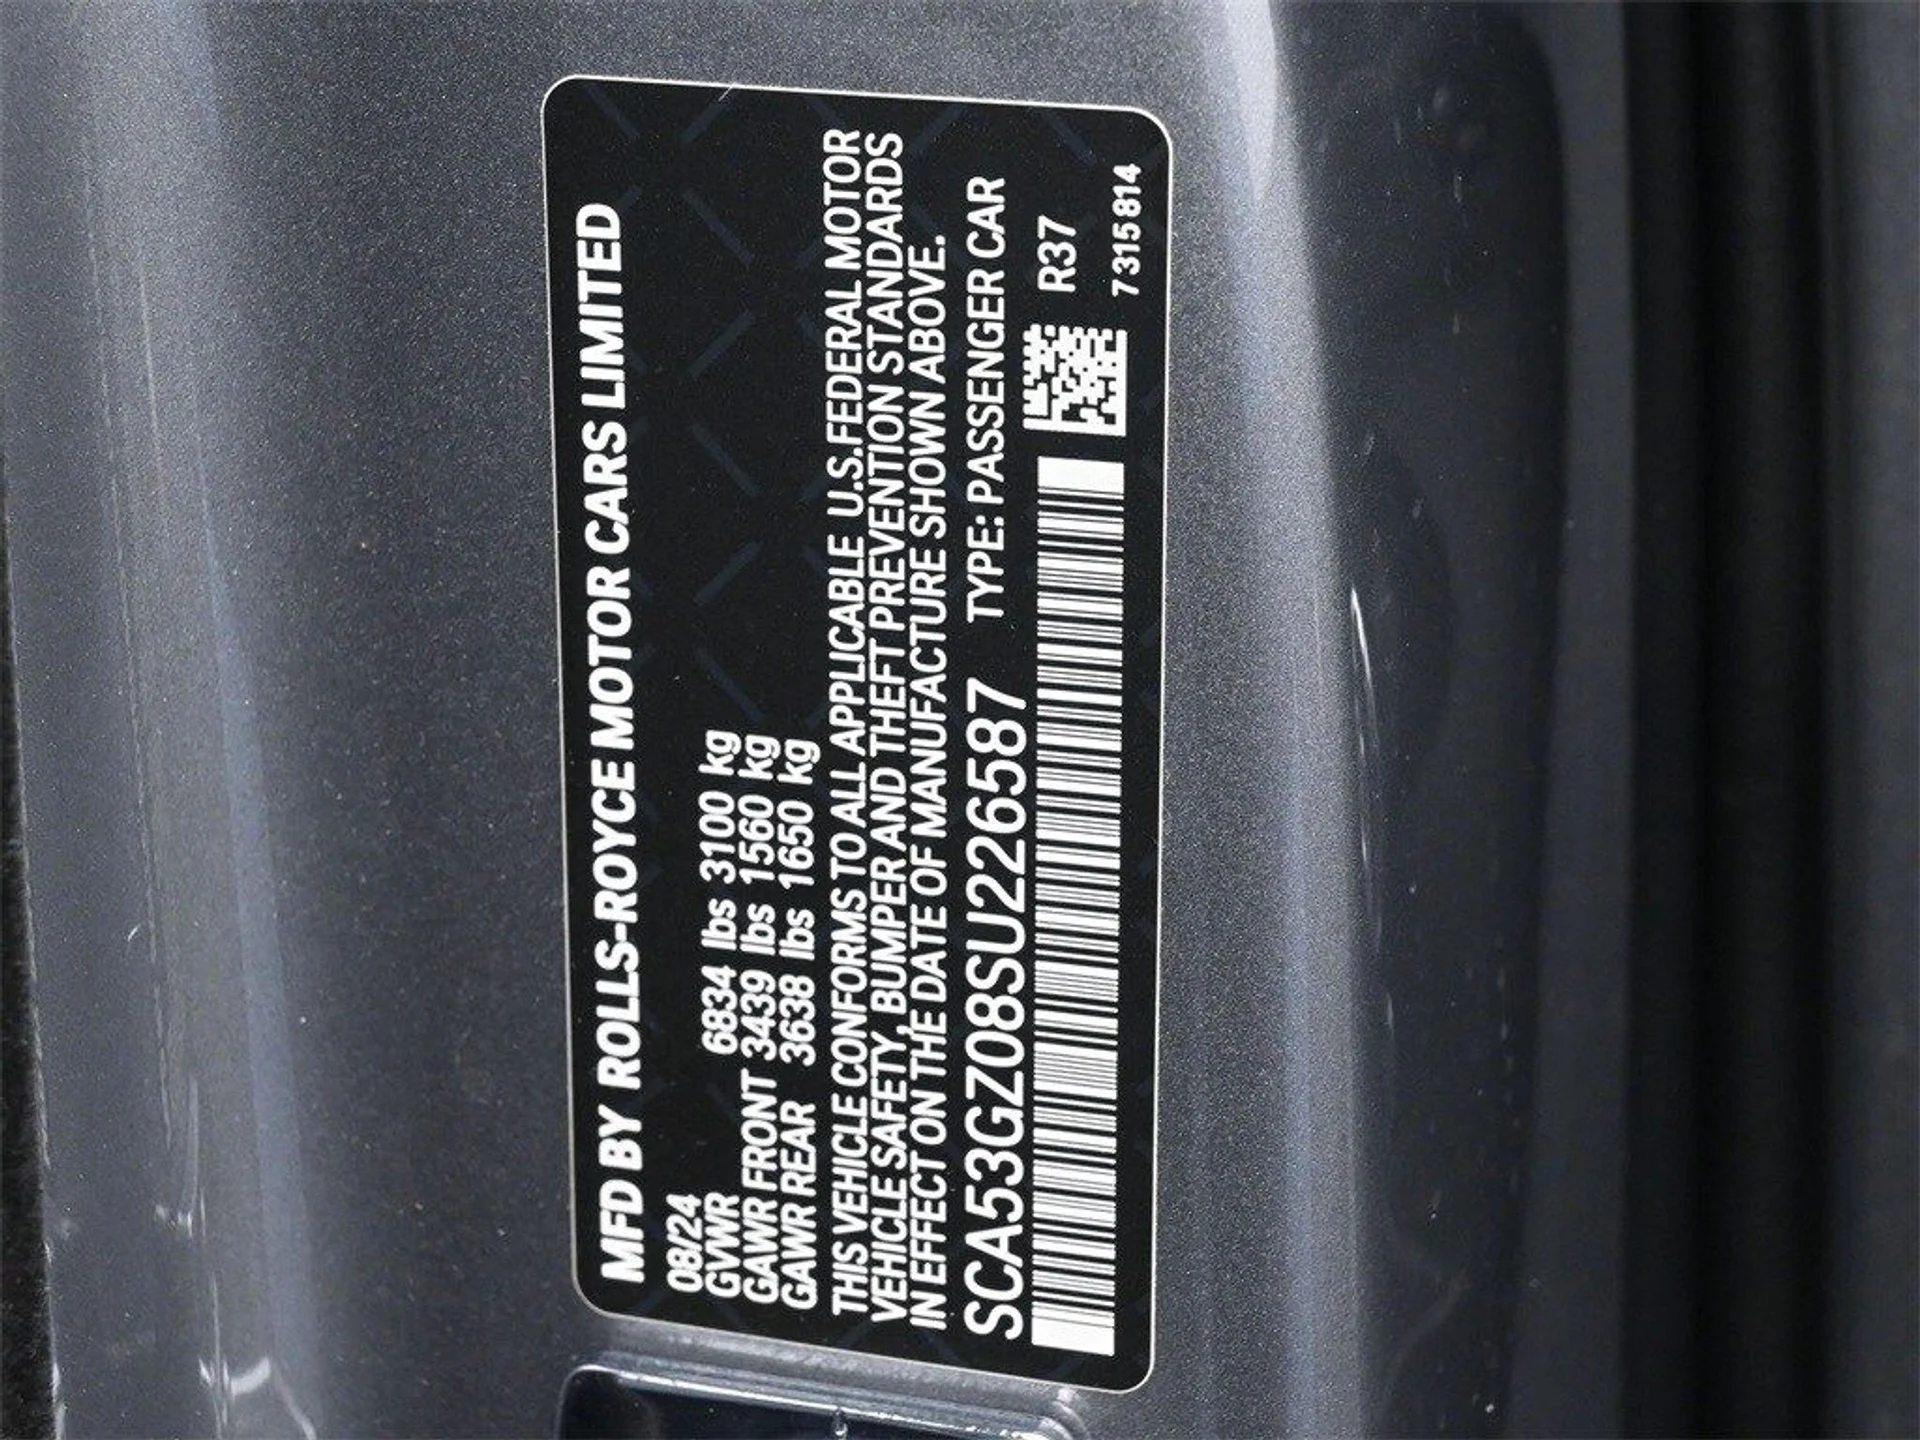 MFD BY ROLLS-ROYCE MOTOR CARS LIMITED
08/24
GVWR 6834 lbs 3100 kg
GAWR FRONT 3439 lbs 1560 kg
GAWR REAR 3638 lbs 1650 kg
THIS VEHICLE CONFORMS TO ALL APPLICABLE U.S.FEDERAL MOTOR
VEHICLE SAFETY, BUMPER AND THEFT PREVENTION STANDARDS
IN EFFECT ON THE DATE OF MANUFACTURE SHOWN ABOVE.
SCA53GZ08SU226587 TYPE: PASSENGER CAR
R37
7315814